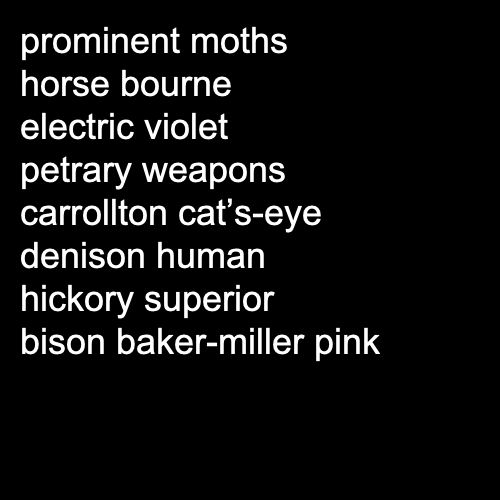 prominent moths
horse bourne
electric violet
petrary weapons
carrollton cat’s-eye
denison human
hickory superior
bison baker-miller pink